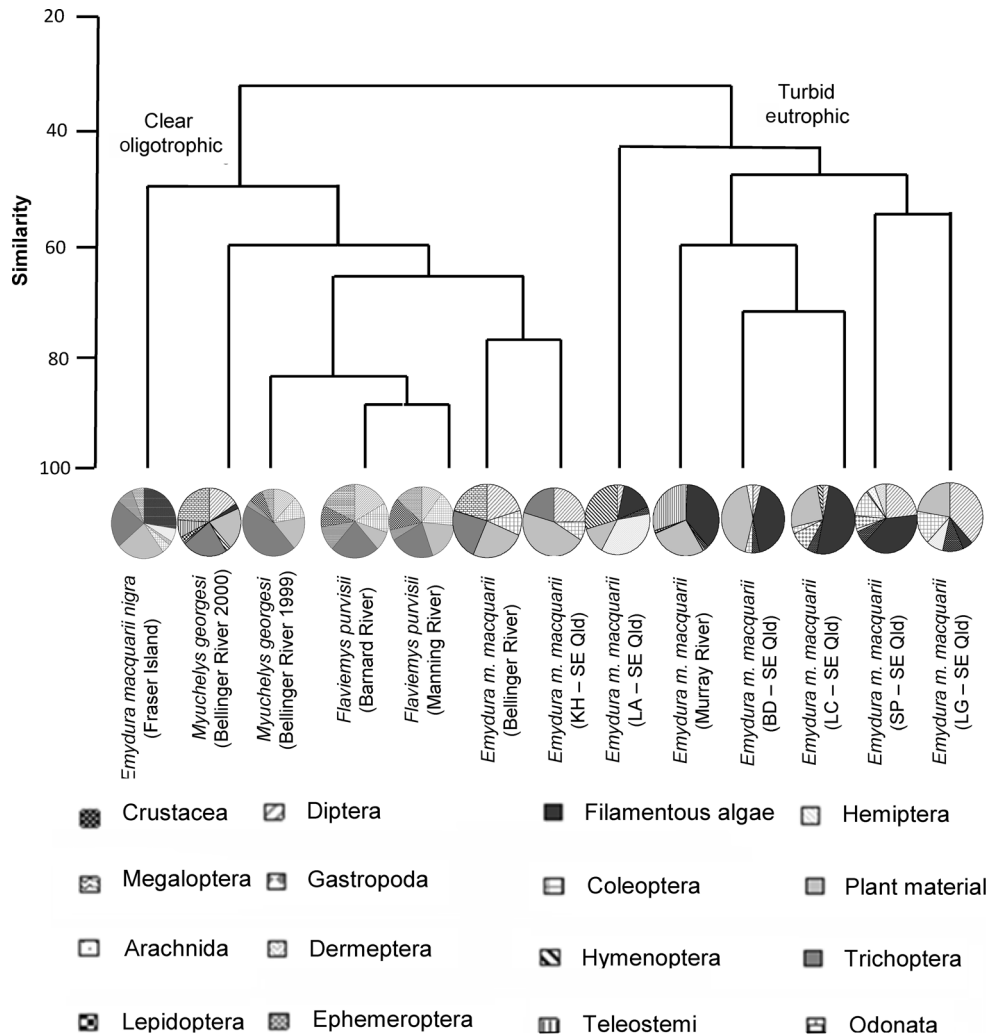 20
40
60
80
100
Similarity
Clear
oligotrophic
Turbid
eutrophic
Emydura macquarii nigra
(Fraser Island)
Myuchelys georgesi
(Bellinger River 2000)
Myuchelys georgesi
(Bellinger River 1999)
Flaviemys purvisii
(Barnard River)
Flaviemys purvisii
(Manning River)
Emydura m. macquarii
(Bellinger River)
Emydura m. macquarii
(KH – SE Qld)
Emydura m. macquarii
(LA – SE Qld)
Emydura m. macquarii
(Murray River)
Emydura m. macquarii
(BD – SE Qld)
Emydura m. macquarii
(LC – SE Qld)
Emydura m. macquarii
(SP – SE Qld)
Emydura m. macquarii
(LG – SE Qld)
Crustacea Diptera Filamentous algae Hemiptera
Megaloptera Gastropoda Coleoptera Plant material
Arachnida Dermeptera Hymenoptera Trichoptera
Lepidoptera Ephemeroptera Teleostemi Odonata